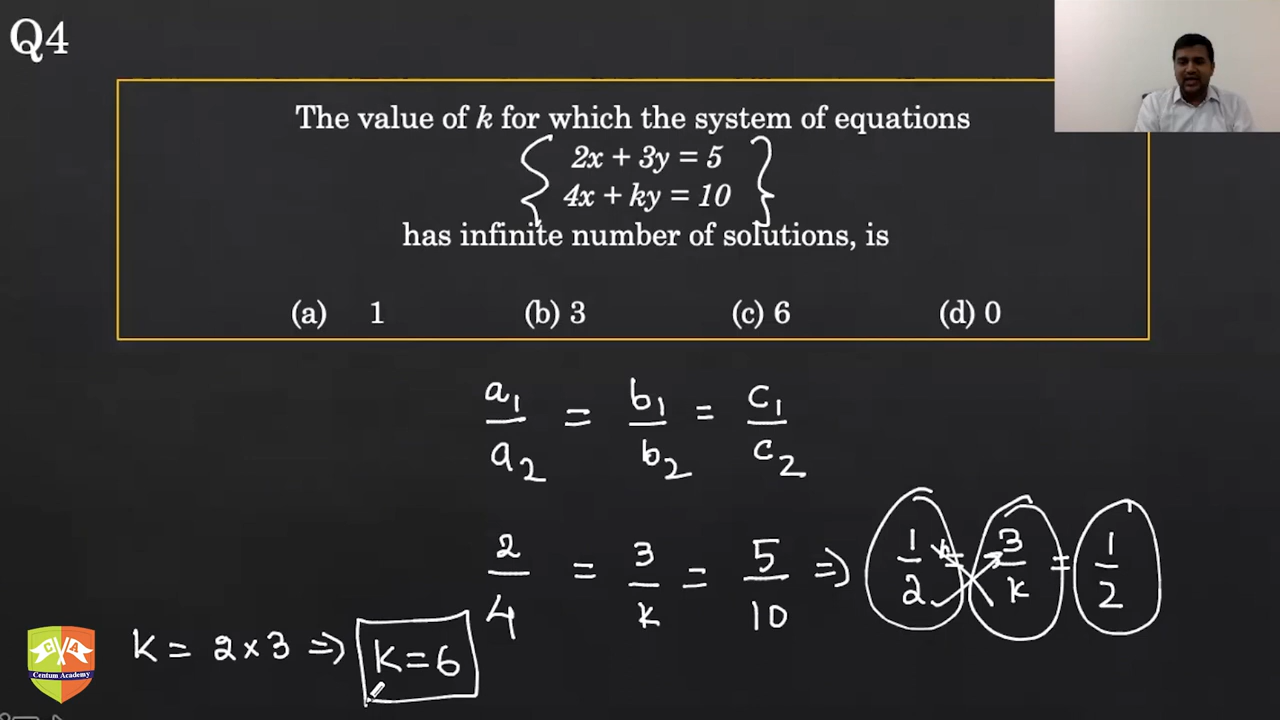 Q4
The value of k for which the system of equations
2x + 3y = 5
4x + ky = 10
has infinite number of solutions, is
(a) 1 (b) 3 (c) 6 (d) 0
a1/a2 = b1/b2 = c1/c2
2/4 = 3/k = 5/10 => 1/2 = 3/k = 1/2
k = 2 x 3 => k = 6
CA
Centum Academy